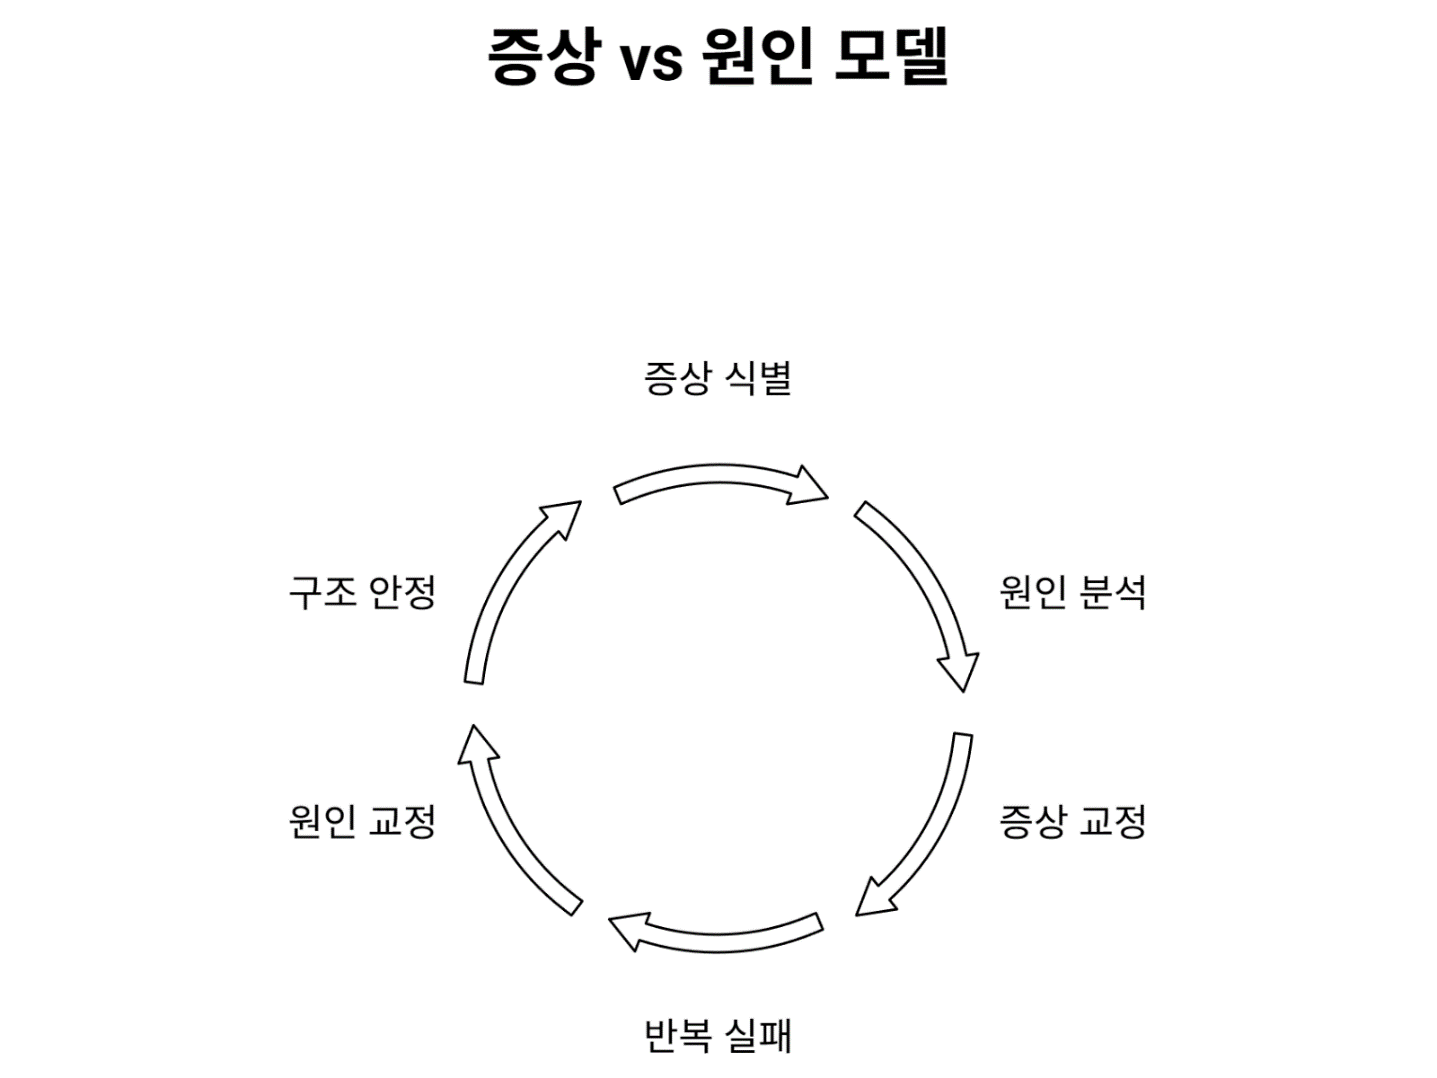 증상 vs 원인 모델
증상 식별
구조 안정
원인 분석
원인 교정
증상 교정
반복 실패